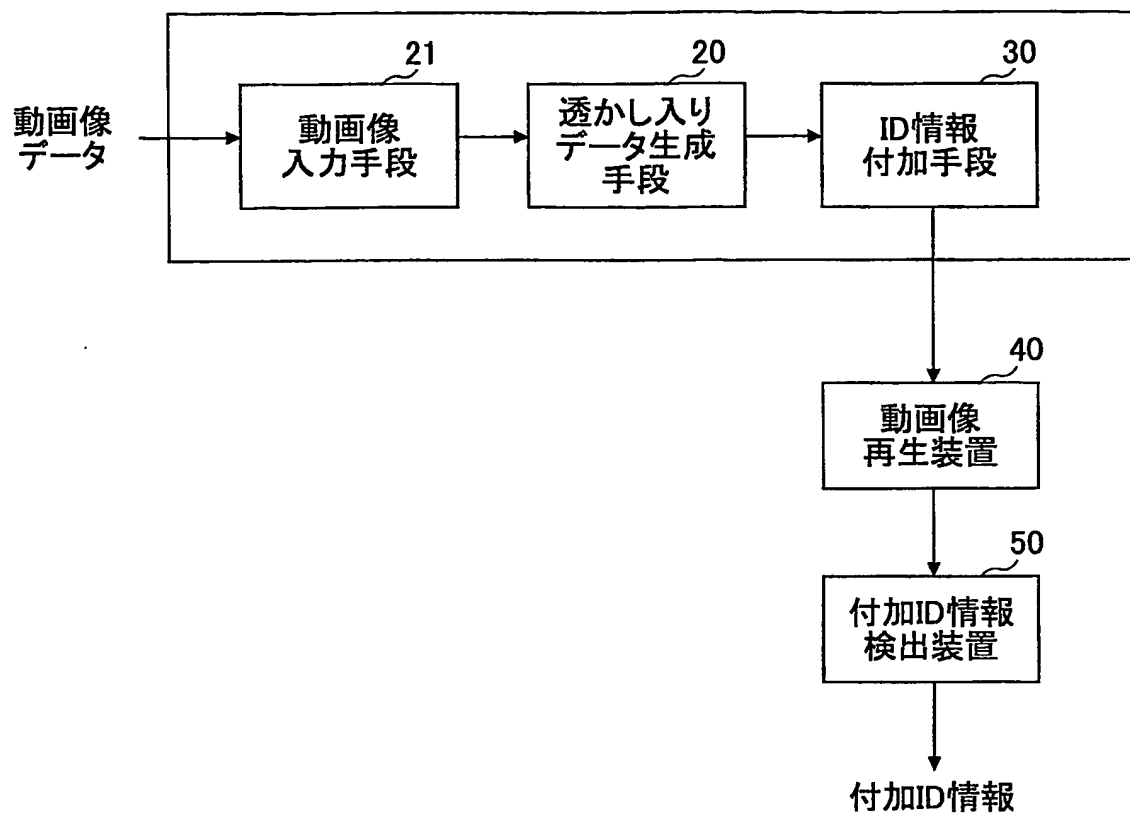 21
20
30
動画像
データ
動画像
入力手段
透かし入り
データ生成
手段
ID情報
付加手段
40
動画像
再生装置
50
付加ID情報
検出装置
付加ID情報